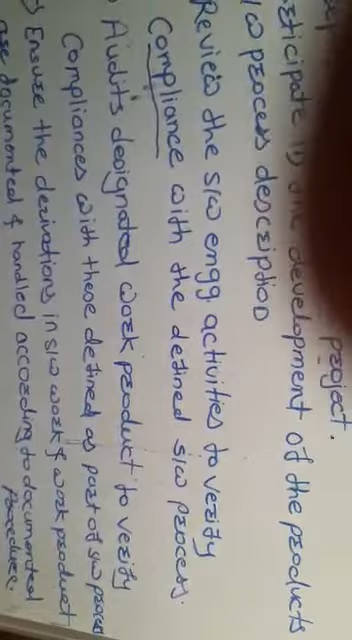 project.
participate in the development of the products
s/w process description
Review the s/w engg activities to verify
Compliance with the defined s/w process.
Audits designated work product to verify
Compliances with those defined as part of s/w process
Ensure the deviations in s/w work & work product
are documented & handled according to documented
Procedure.